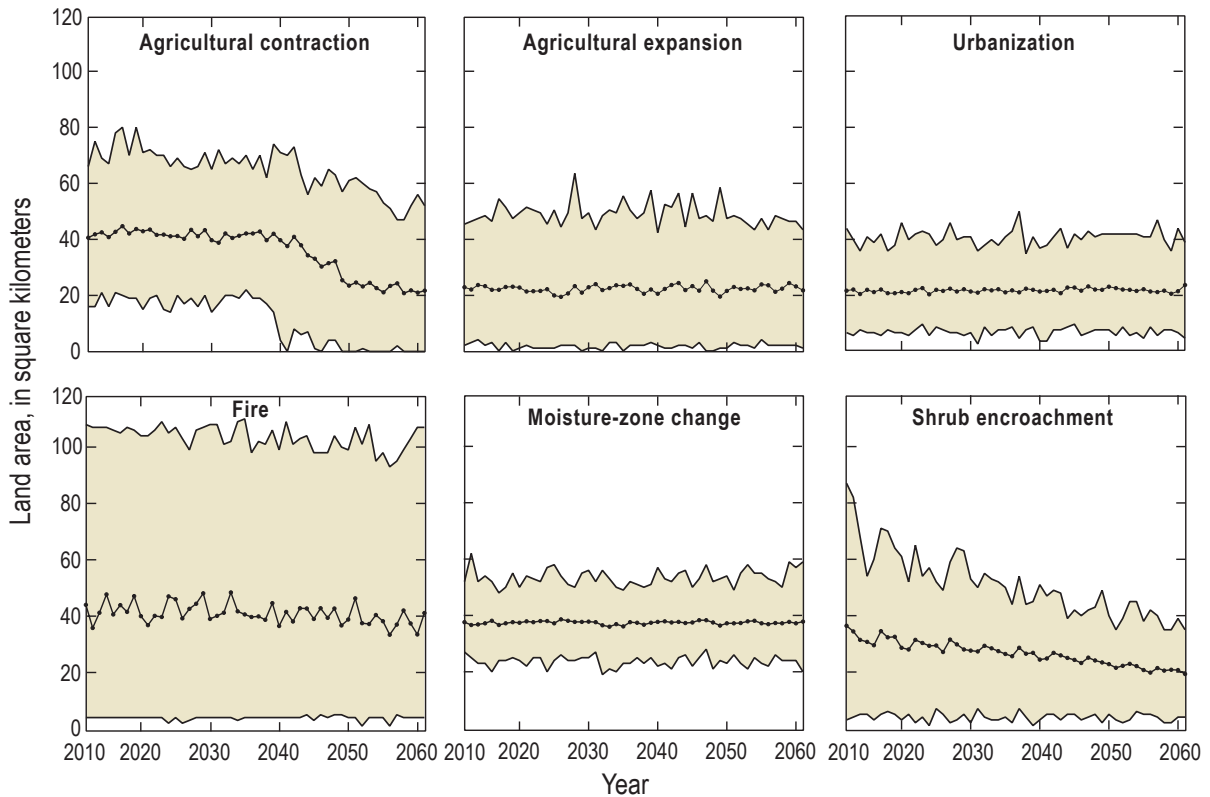 Land area, in square kilometers
120
100
80
60
40
20
0
Agricultural contraction
Agricultural expansion
Urbanization
120
100
80
60
40
20
0
Fire
Moisture-zone change
Shrub encroachment
2010 2020 2030 2040 2050 2060
2010 2020 2030 2040 2050 2060
2010 2020 2030 2040 2050 2060
Year